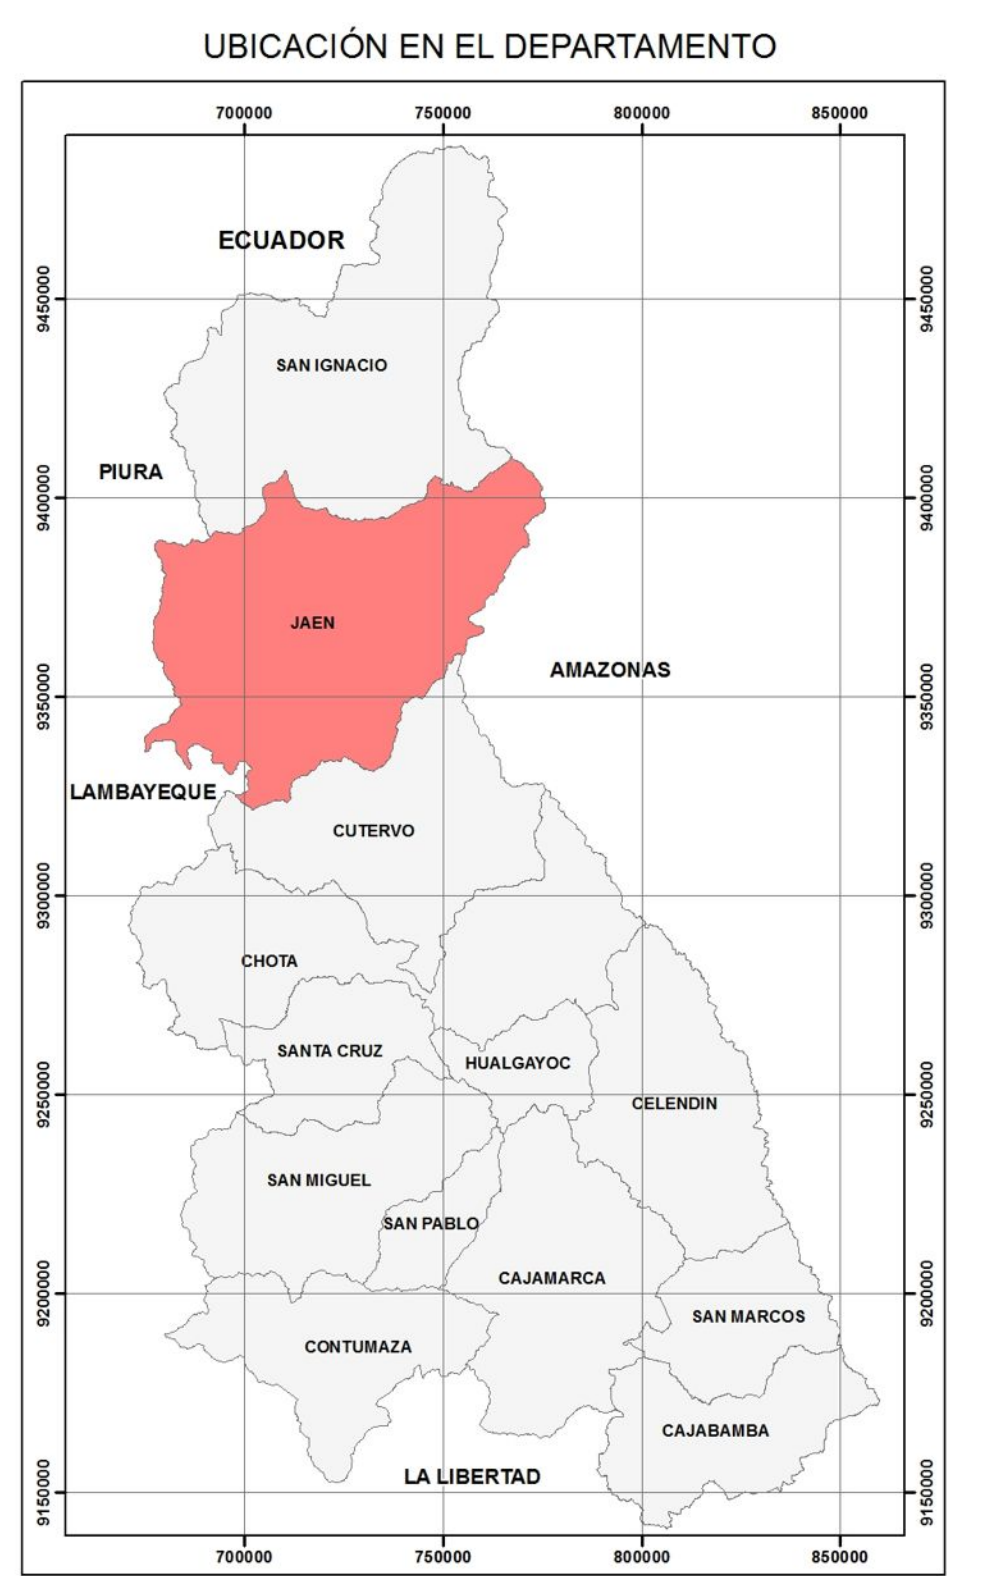 UBICACIÓN EN EL DEPARTAMENTO
700000 750000 800000 850000
ECUADOR
9450000 9450000
SAN IGNACIO
PIURA
9400000 9400000
JAEN
AMAZONAS
9350000 9350000
LAMBAYEQUE
CUTERVO
9300000 9300000
CHOTA
SANTA CRUZ
HUALGAYOC
9250000 9250000
CELENDIN
SAN MIGUEL
SAN PABLO
CAJAMARCA
9200000 9200000
SAN MARCOS
CONTUMAZA
CAJABAMBA
LA LIBERTAD
9150000 9150000
700000 750000 800000 850000